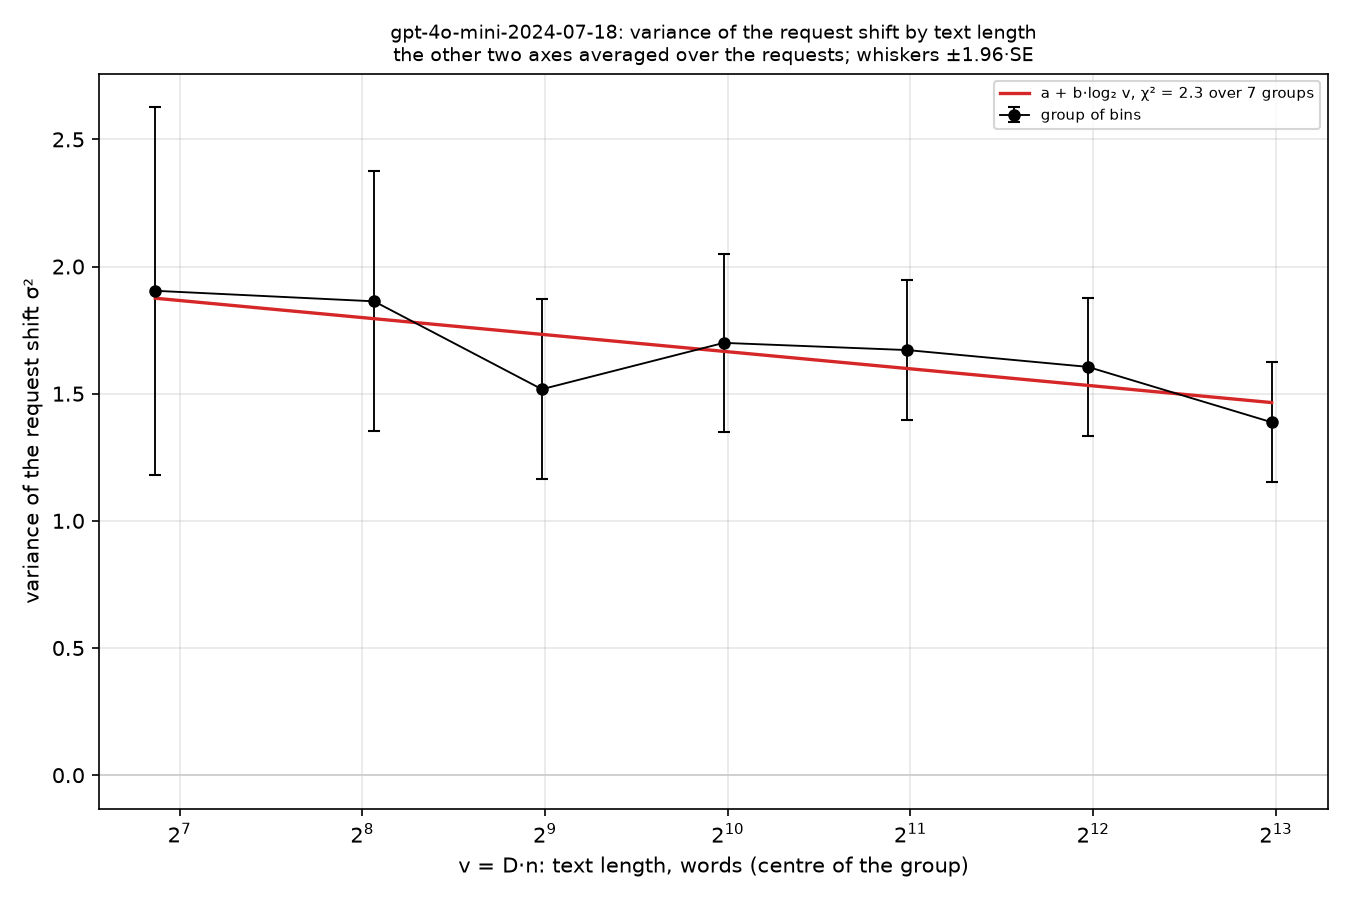 gpt-4o-mini-2024-07-18: variance of the request shift by text length
the other two axes averaged over the requests; whiskers ±1.96·SE
a + b·log₂ v, χ² = 2.3 over 7 groups
group of bins
variance of the request shift σ²
2.5
2.0
1.5
1.0
0.5
0.0
2⁷ 2⁸ 2⁹ 2¹⁰ 2¹¹ 2¹² 2¹³
v = D·n: text length, words (centre of the group)